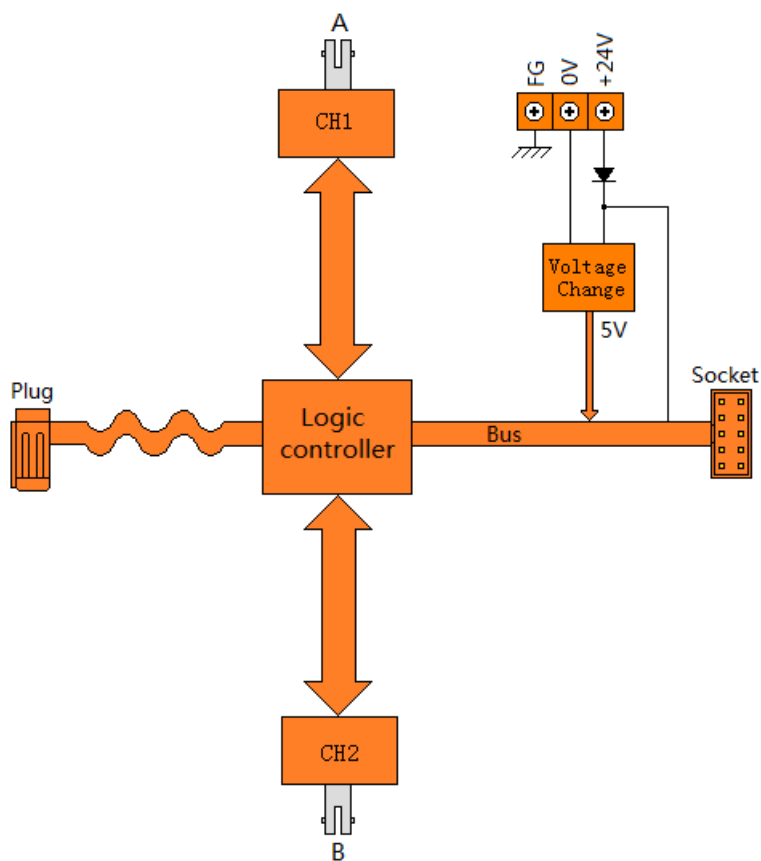 A
FG
0V
+24V
CH1
Voltage
Change
5V
Plug
Socket
Logic
controller
Bus
CH2
B